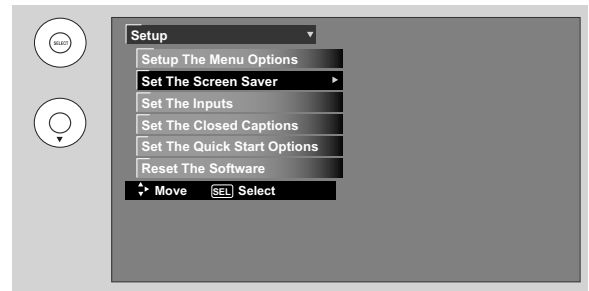 SELECT
Setup
Setup The Menu Options
Set The Screen Saver
Set The Inputs
Set The Closed Captions
Set The Quick Start Options
Reset The Software
Move SEL Select